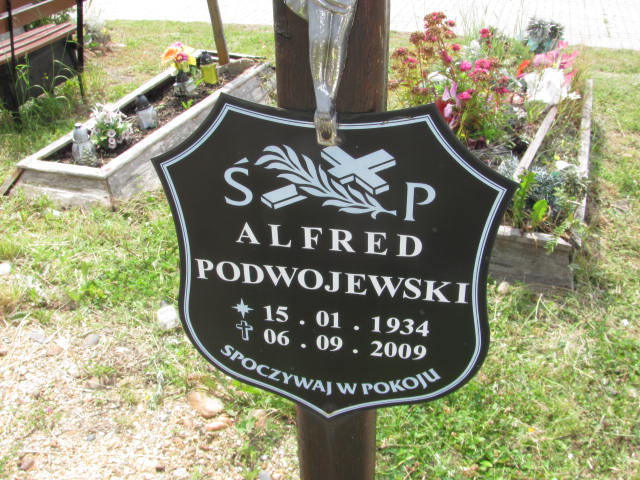 Ś P
ALFRED
PODWOJEWSKI
15.01.1934
06.09.2009
SPOCZYWAJ W POKOJU